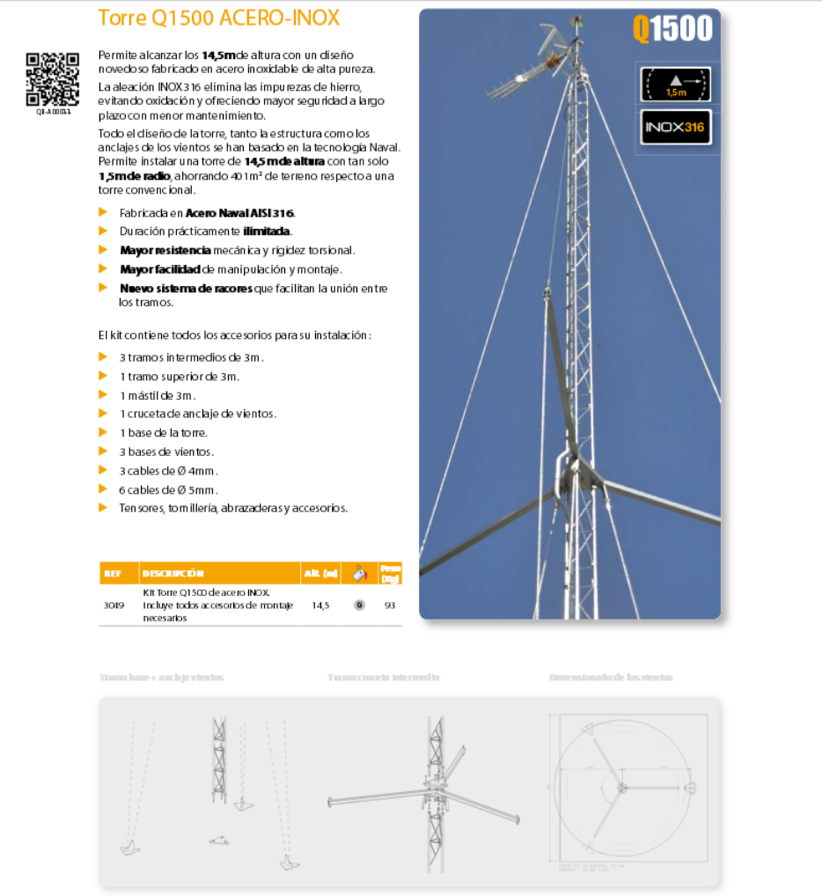 Torre Q1500 ACERO-INOX
Q1500
Permite alcanzar los 14,5m de altura con un diseño
novedoso fabricado en acero inoxidable de alta pureza.
La aleación INOX316 elimina las impurezas de hierro,
evitando oxidación y ofreciendo mayor seguridad a largo
plazo con menor mantenimiento.
Todo el diseño de la torre, tanto la estructura como los
anclajes de los vientos se han basado en la tecnología Naval.
Permite instalar una torre de 14,5 m de altura con tan solo
1,5m de radio, ahorrando 401m² de terreno respecto a una
torre convencional.
1,5m
INOX316
Fabricada en Acero Naval AISI 316.
Duración prácticamente ilimitada.
Mayor resistencia mecánica y rigidez torsional.
Mayor facilidad de manipulación y montaje.
Nuevo sistema de racores que facilitan la unión entre
los tramos.
El kit contiene todos los accesorios para su instalación:
3 tramos intermedios de 3m.
1 tramo superior de 3m.
1 mástil de 3m.
1 cruceta de anclaje de vientos.
1 base de la torre.
3 bases de vientos.
3 cables de Ø 4mm.
6 cables de Ø 5mm.
Tensores, tornillería, abrazaderas y accesorios.
REF DESCRIPCIÓN Alt. (m) Peso (Kg)
Kit Torre Q1500 de acero INOX.
3049 Incluye todos accesorios de montaje 14,5 G 93
necesarios
Tramo base + anclaje vientos Tramo cruceta intermedio Dimensionado de los vientos